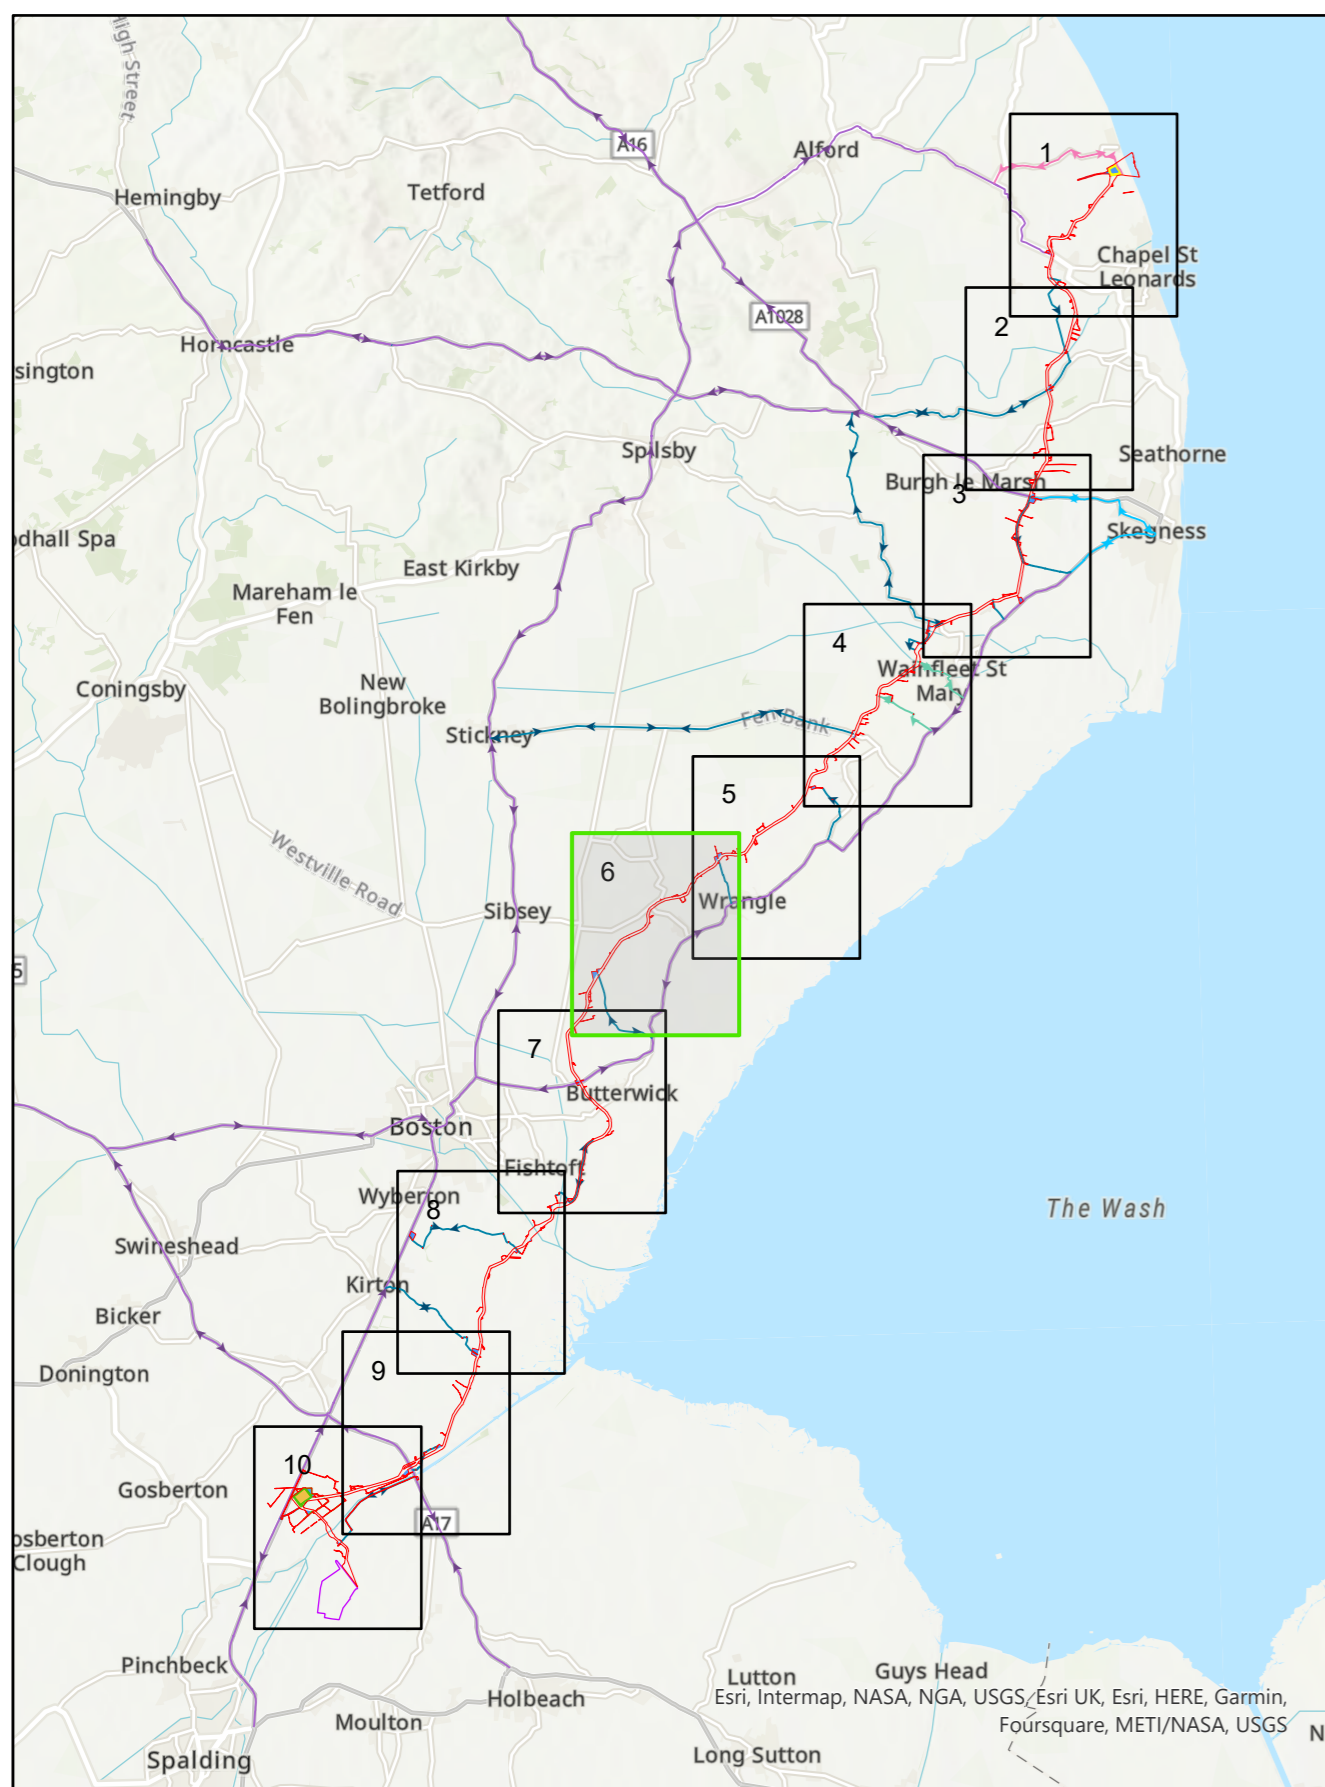 High Street
A16
Alford
1
Hemingby
Tetford
Chapel St
Leonards
A1028
2
Horncastle
sington
Spilsby
Seathorne
Burgh le Marsh
3
Skegness
odhall Spa
East Kirkby
Mareham le
Fen
4
Wainfleet St
Mary
Coningsby
New
Bolingbroke
Fen Bank
Stickney
5
Westville Road
6
Wrangle
Sibsey
5
7
Butterwick
Boston
Fishtoft
Wyberton
8
The Wash
Swineshead
Kirton
Bicker
9
Donington
10
Gosberton
A17
osberton
Clough
Pinchbeck
Lutton
Guys Head
Holbeach
Esri, Intermap, NASA, NGA, USGS, Esri UK, Esri, HERE, Garmin,
Foursquare, METI/NASA, USGS
Moulton
N
Long Sutton
Spalding